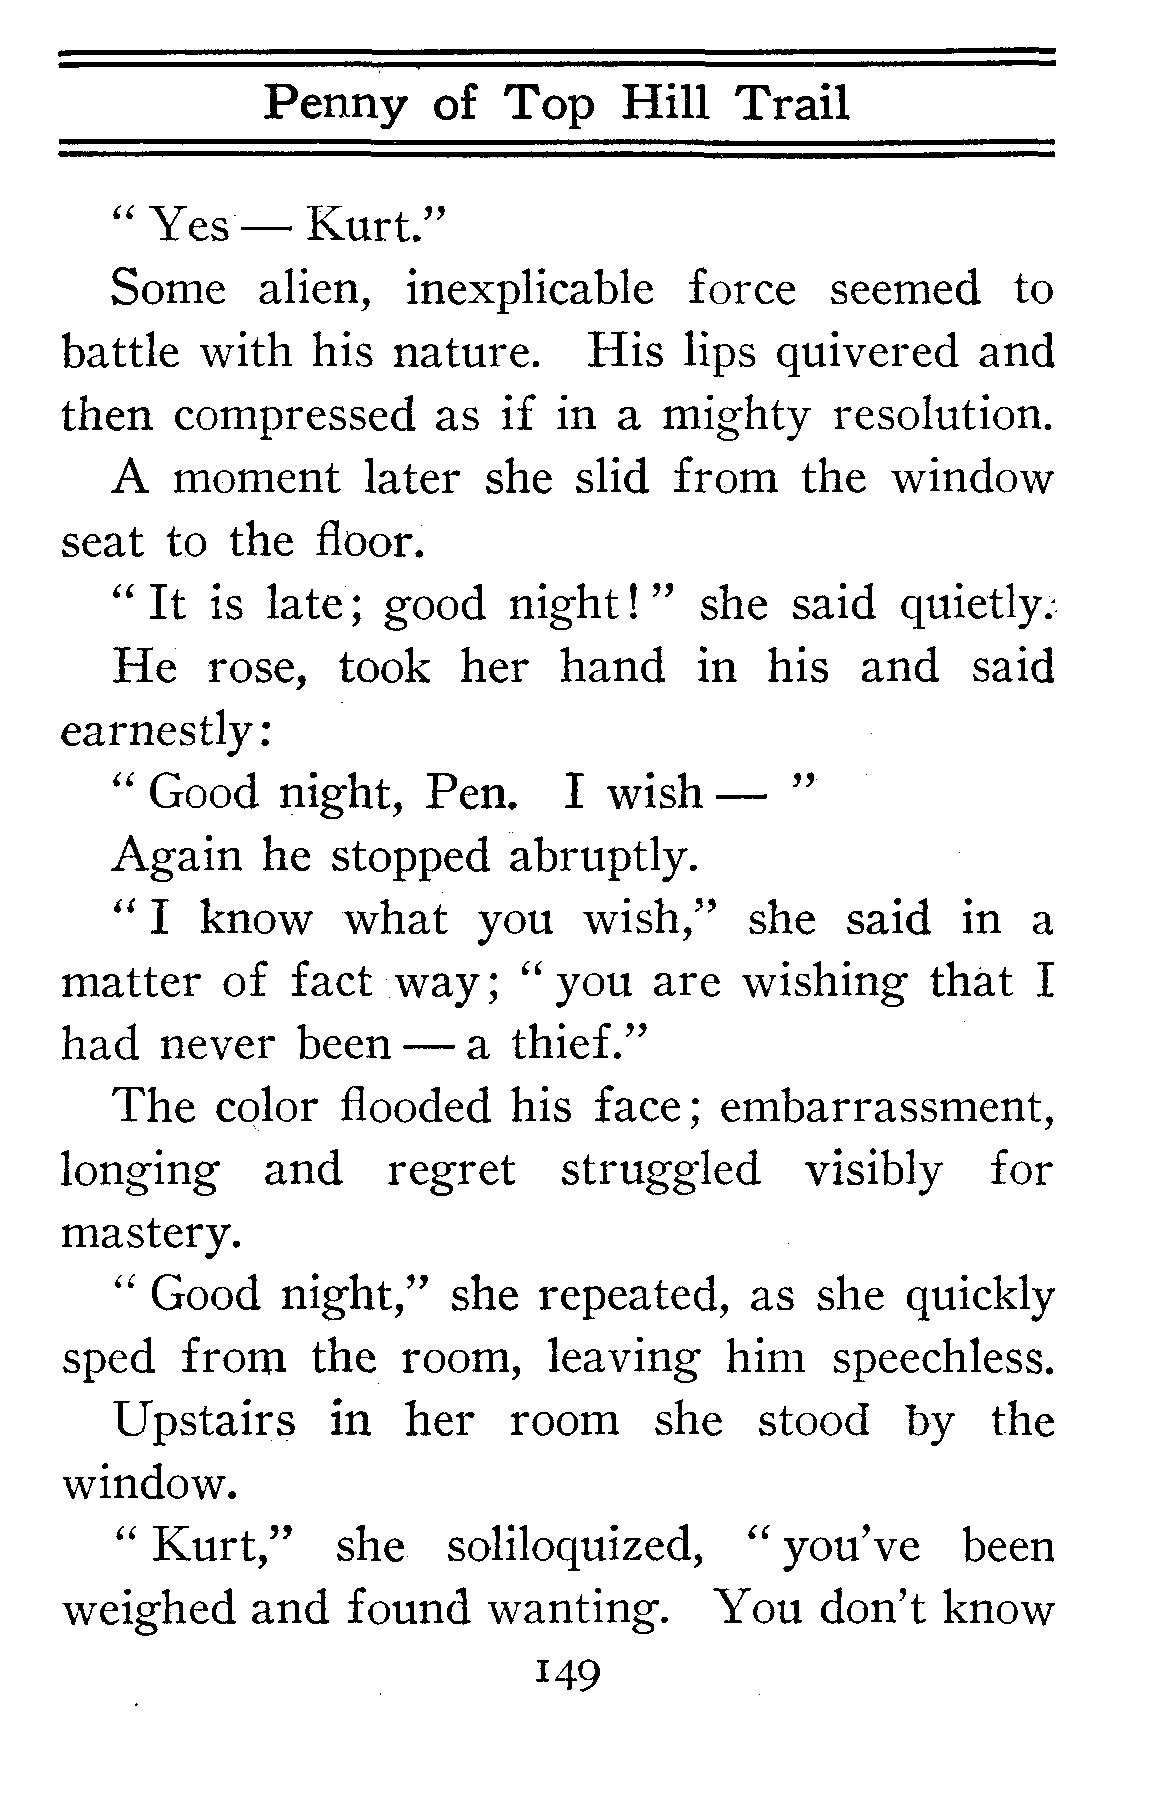 Penny of Top Hill Trail
“ Yes — Kurt.”
Some alien, inexplicable force seemed to
battle with his nature. His lips quivered and
then compressed as if in a mighty resolution.
A moment later she slid from the window
seat to the floor.
“ It is late; good night! ” she said quietly.
He rose, took her hand in his and said
earnestly:
“ Good night, Pen. I wish — ”
Again he stopped abruptly.
“ I know what you wish,” she said in a
matter of fact way; “ you are wishing that I
had never been — a thief.”
The color flooded his face; embarrassment,
longing and regret struggled visibly for
mastery.
“ Good night,” she repeated, as she quickly
sped from the room, leaving him speechless.
Upstairs in her room she stood by the
window.
“ Kurt,” she soliloquized, “ you’ve been
weighed and found wanting. You don’t know
149